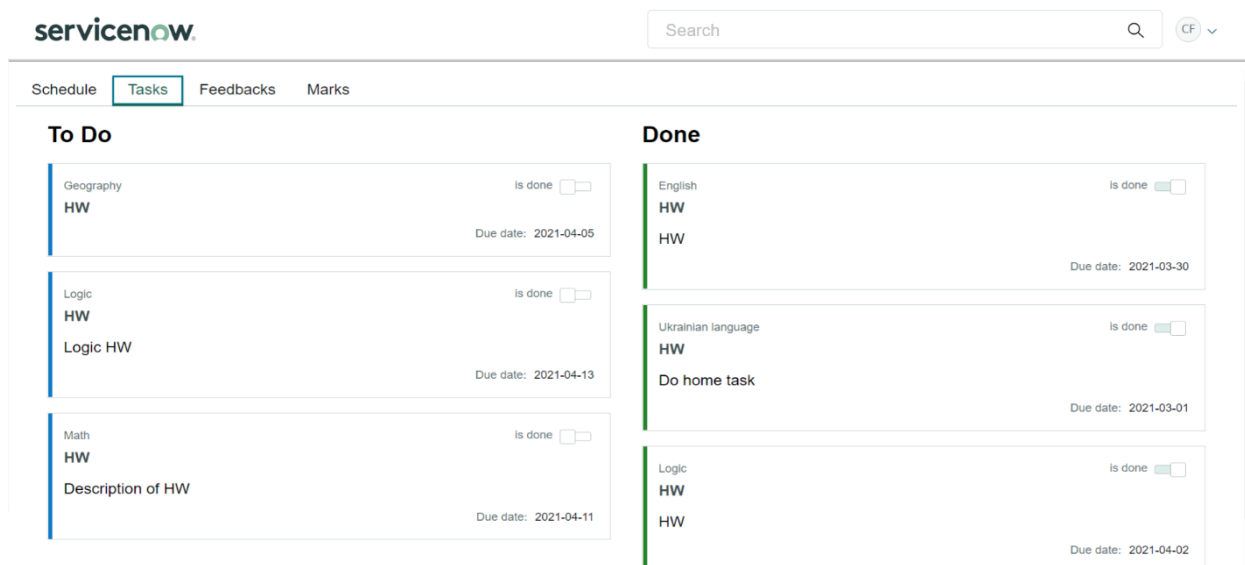 servicenow
Search
CF
Schedule Tasks Feedbacks Marks
To Do
Geography is done
HW
Due date: 2021-04-05
Logic is done
HW
Logic HW
Due date: 2021-04-13
Math is done
HW
Description of HW
Due date: 2021-04-11
Done
English is done
HW
HW
Due date: 2021-03-30
Ukrainian language is done
HW
Do home task
Due date: 2021-03-01
Logic is done
HW
HW
Due date: 2021-04-02